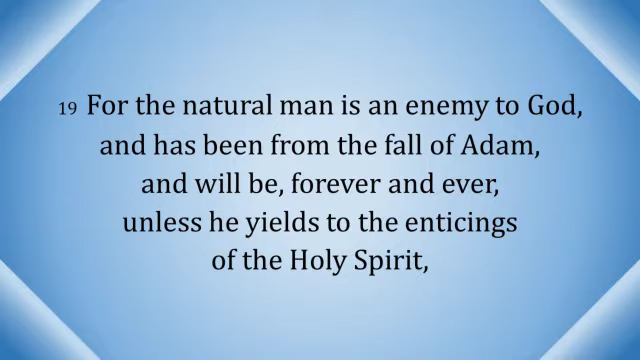 19 For the natural man is an enemy to God,
and has been from the fall of Adam,
and will be, forever and ever,
unless he yields to the enticings
of the Holy Spirit,